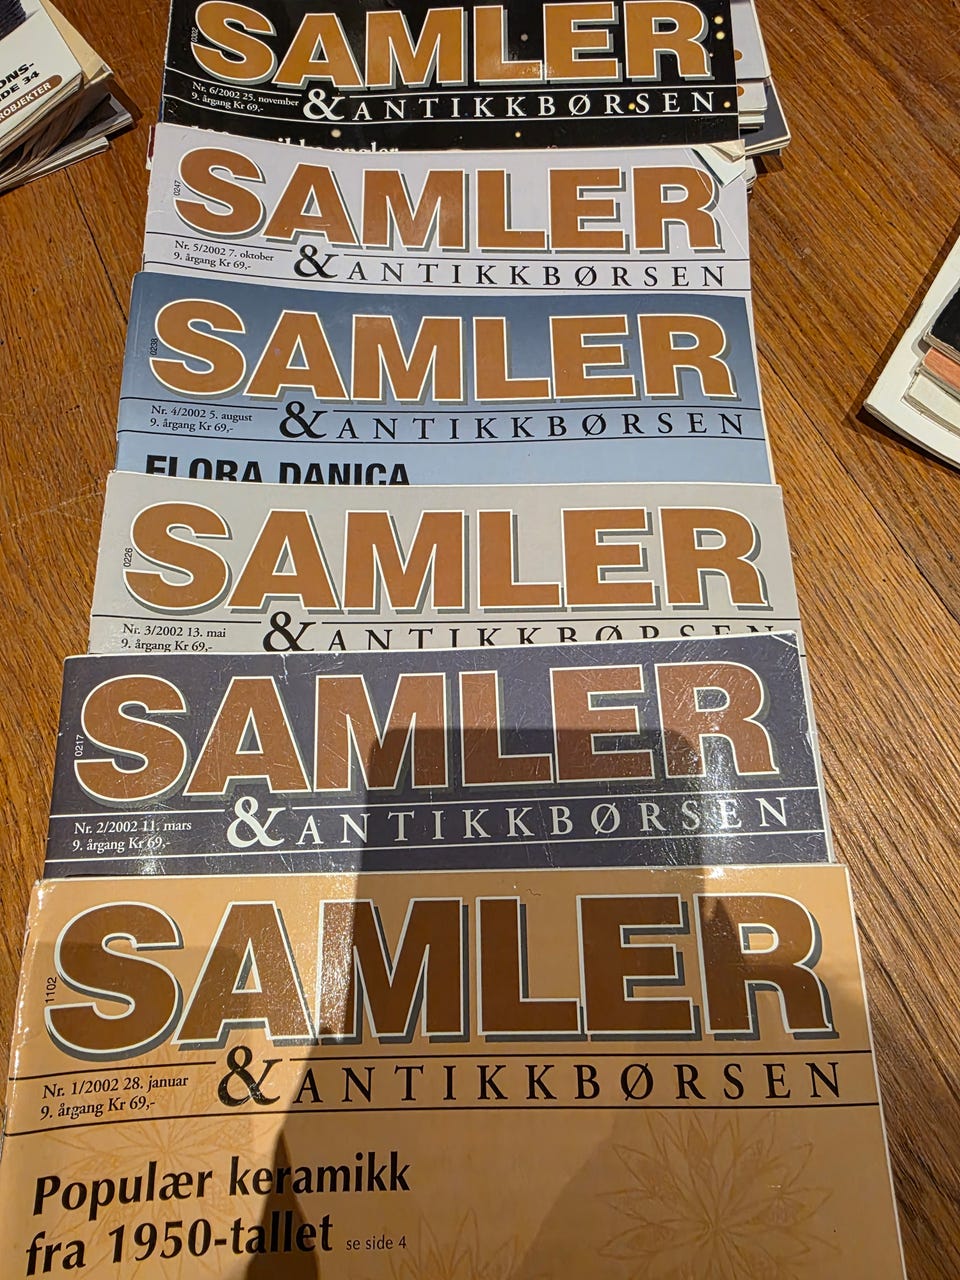 SAMLER
0302
Nr. 6/2002 25. november
9. årgang Kr 69,-
& ANTIKKBØRSEN
SAMLER
0247
Nr. 5/2002 7. oktober
9. årgang Kr 69,-
& ANTIKKBØRSEN
SAMLER
0238
Nr. 4/2002 5. august
9. årgang Kr 69,-
& ANTIKKBØRSEN
FLORA DANICA
SAMLER
0226
Nr. 3/2002 13. mai
9. årgang Kr 69,-
& ANTIKKBØRSEN
SAMLER
0217
Nr. 2/2002 11. mars
9. årgang Kr 69,-
& ANTIKKBØRSEN
SAMLER
1102
Nr. 1/2002 28. januar
9. årgang Kr 69,-
& ANTIKKBØRSEN
Populær keramikk
fra 1950-tallet se side 4
DE 34
OBJEKTER